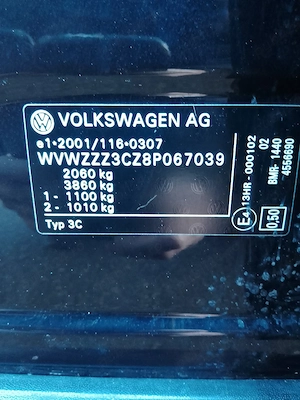 VOLKSWAGEN AG
e1*2001/116*0307
WVWZZZ3CZ8P067039
2060 kg
3860 kg
1 - 1100 kg
2 - 1010 kg
Typ 3C
E4 13HR - 000102
02
BMR- 1440
4556690
0,50